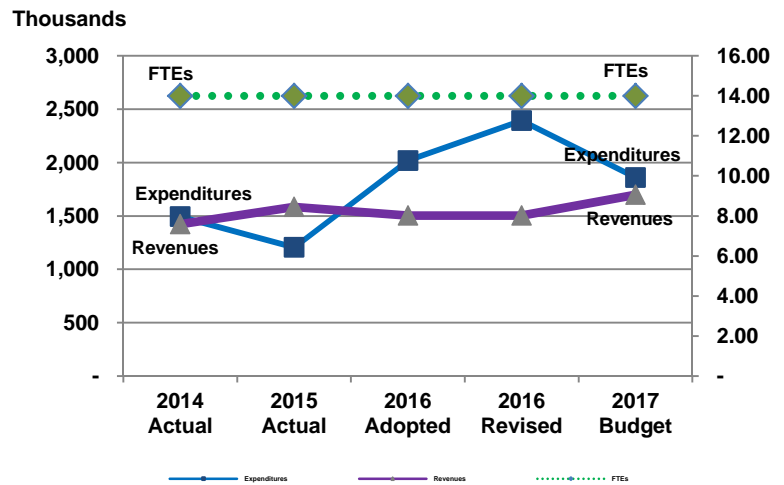 Thousands
3,000
2,500
2,000
1,500
1,000
500
-
16.00
14.00
12.00
10.00
8.00
6.00
4.00
2.00
-
FTEs
FTEs
Expenditures
Revenues
Expenditures
Revenues
2014
Actual
2015
Actual
2016
Adopted
2016
Revised
2017
Budget
Expenditures
Revenues
FTEs